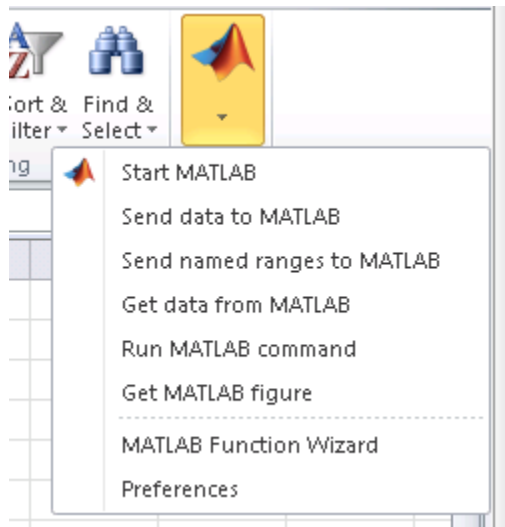 Find &
Select
Start MATLAB
Send data to MATLAB
Send named ranges to MATLAB
Get data from MATLAB
Run MATLAB command
Get MATLAB figure
MATLAB Function Wizard
Preferences